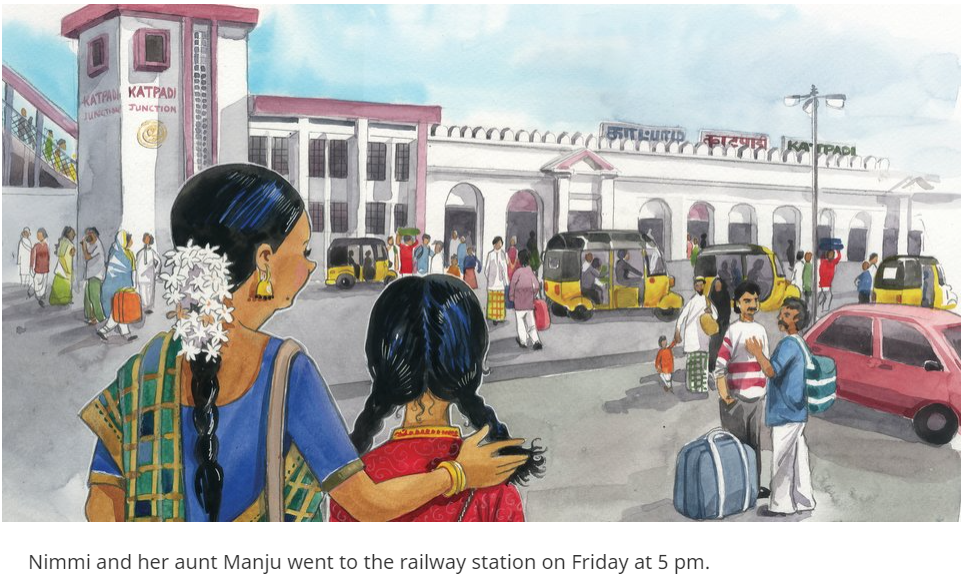 KATPADI KATPADI
JUNCTION JUNCTION
காட்பாடி काटपाडी KATPADI
Nimmi and her aunt Manju went to the railway station on Friday at 5 pm.